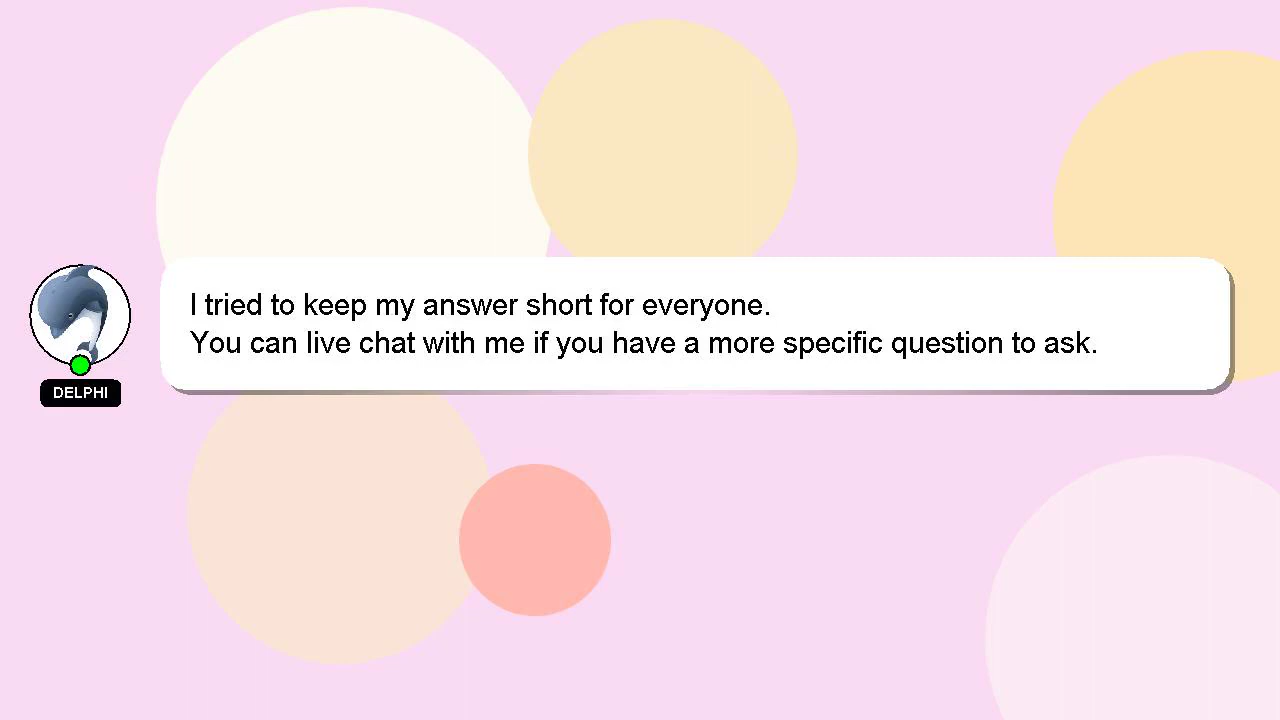 I tried to keep my answer short for everyone.
You can live chat with me if you have a more specific question to ask.
DELPHI